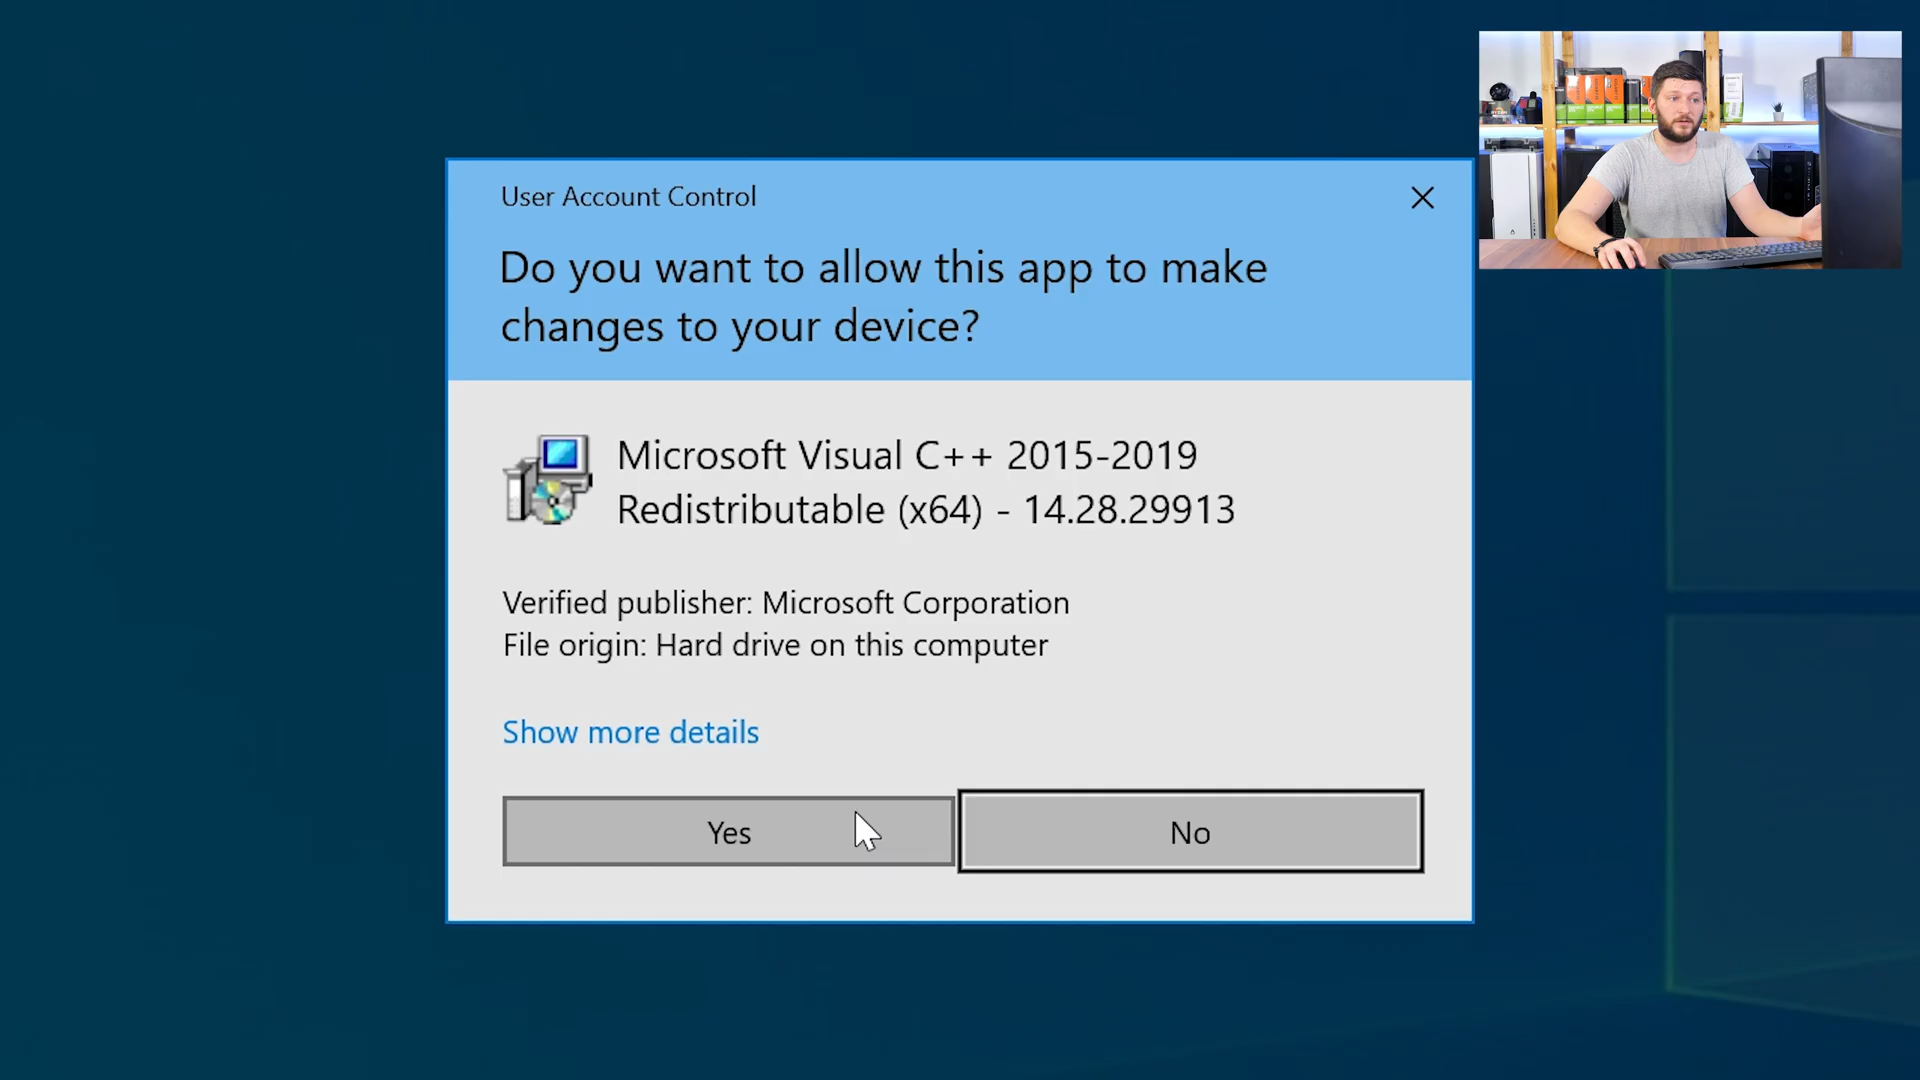 User Account Control
Do you want to allow this app to make
changes to your device?
Microsoft Visual C++ 2015-2019
Redistributable (x64) - 14.28.29913
Verified publisher: Microsoft Corporation
File origin: Hard drive on this computer
Show more details
Yes
No